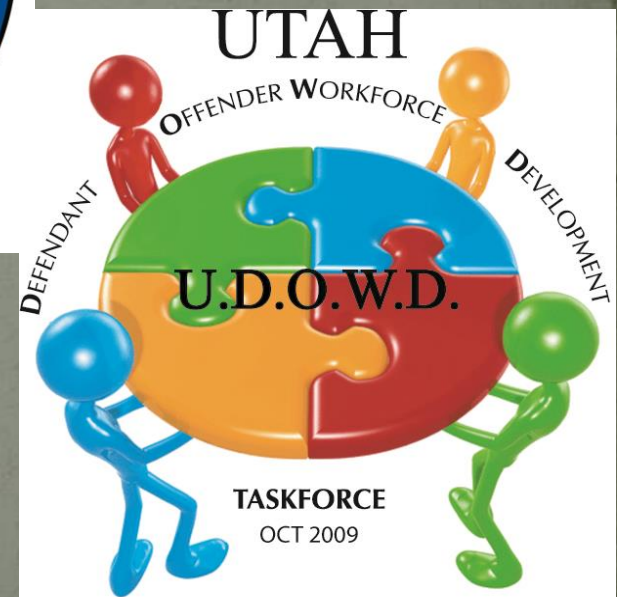 UTAH
DEFENDANT
OFFENDER WORKFORCE
DEVELOPMENT
U.D.O.W.D.
TASKFORCE
OCT 2009